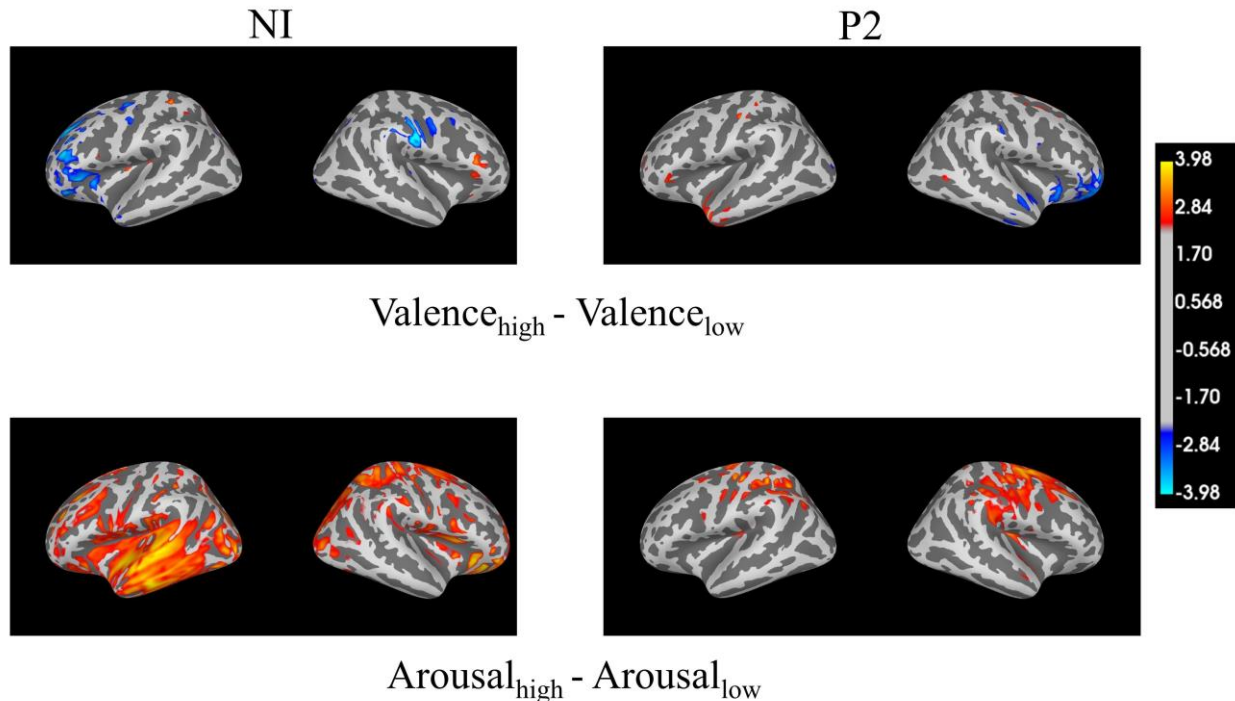 NI
P2
3.98
2.84
1.70
0.568
-0.568
-1.70
-2.84
-3.98
Valencehigh - Valencelow
Arousalhigh - Arousallow